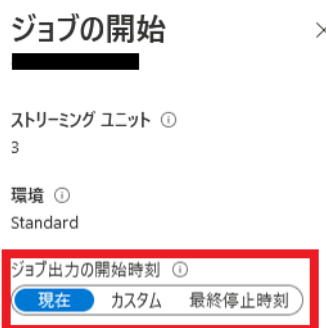 ジョブの開始
ストリーミング ユニット
3
環境
Standard
ジョブ出力の開始時刻
現在 カスタム 最終停止時刻